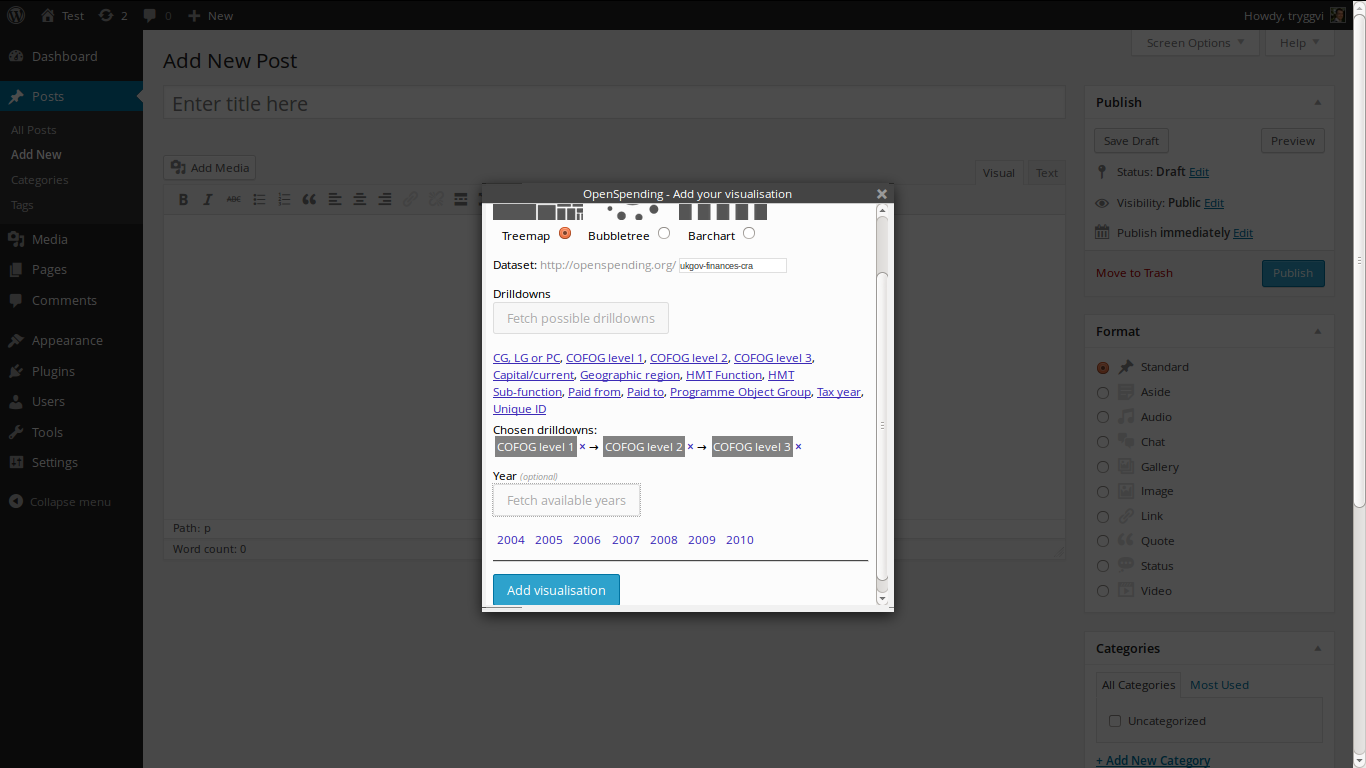 Test 2 0 New Howdy, tryggvi
Dashboard
Posts
All Posts
Add New
Categories
Tags
Media
Pages
Comments
Appearance
Plugins
Users
Tools
Settings
Collapse menu
Screen Options Help
Add New Post
Enter title here
Add Media
Visual Text
B I ABC
Path: p
Word count: 0
OpenSpending - Add your visualisation
Treemap Bubbletree Barchart
Dataset: http://openspending.org/ ukgov-finances-cra
Drilldowns
Fetch possible drilldowns
CG, LG or PC, COFOG level 1, COFOG level 2, COFOG level 3,
Capital/current, Geographic region, HMT Function, HMT
Sub-function, Paid from, Paid to, Programme Object Group, Tax year,
Unique ID
Chosen drilldowns:
COFOG level 1 × → COFOG level 2 × → COFOG level 3 ×
Year (optional)
Fetch available years
2004 2005 2006 2007 2008 2009 2010
Add visualisation
Publish
Save Draft Preview
Status: Draft Edit
Visibility: Public Edit
Publish immediately Edit
Move to Trash Publish
Format
Standard
Aside
Audio
Chat
Gallery
Image
Link
Quote
Status
Video
Categories
All Categories Most Used
Uncategorized
+ Add New Category